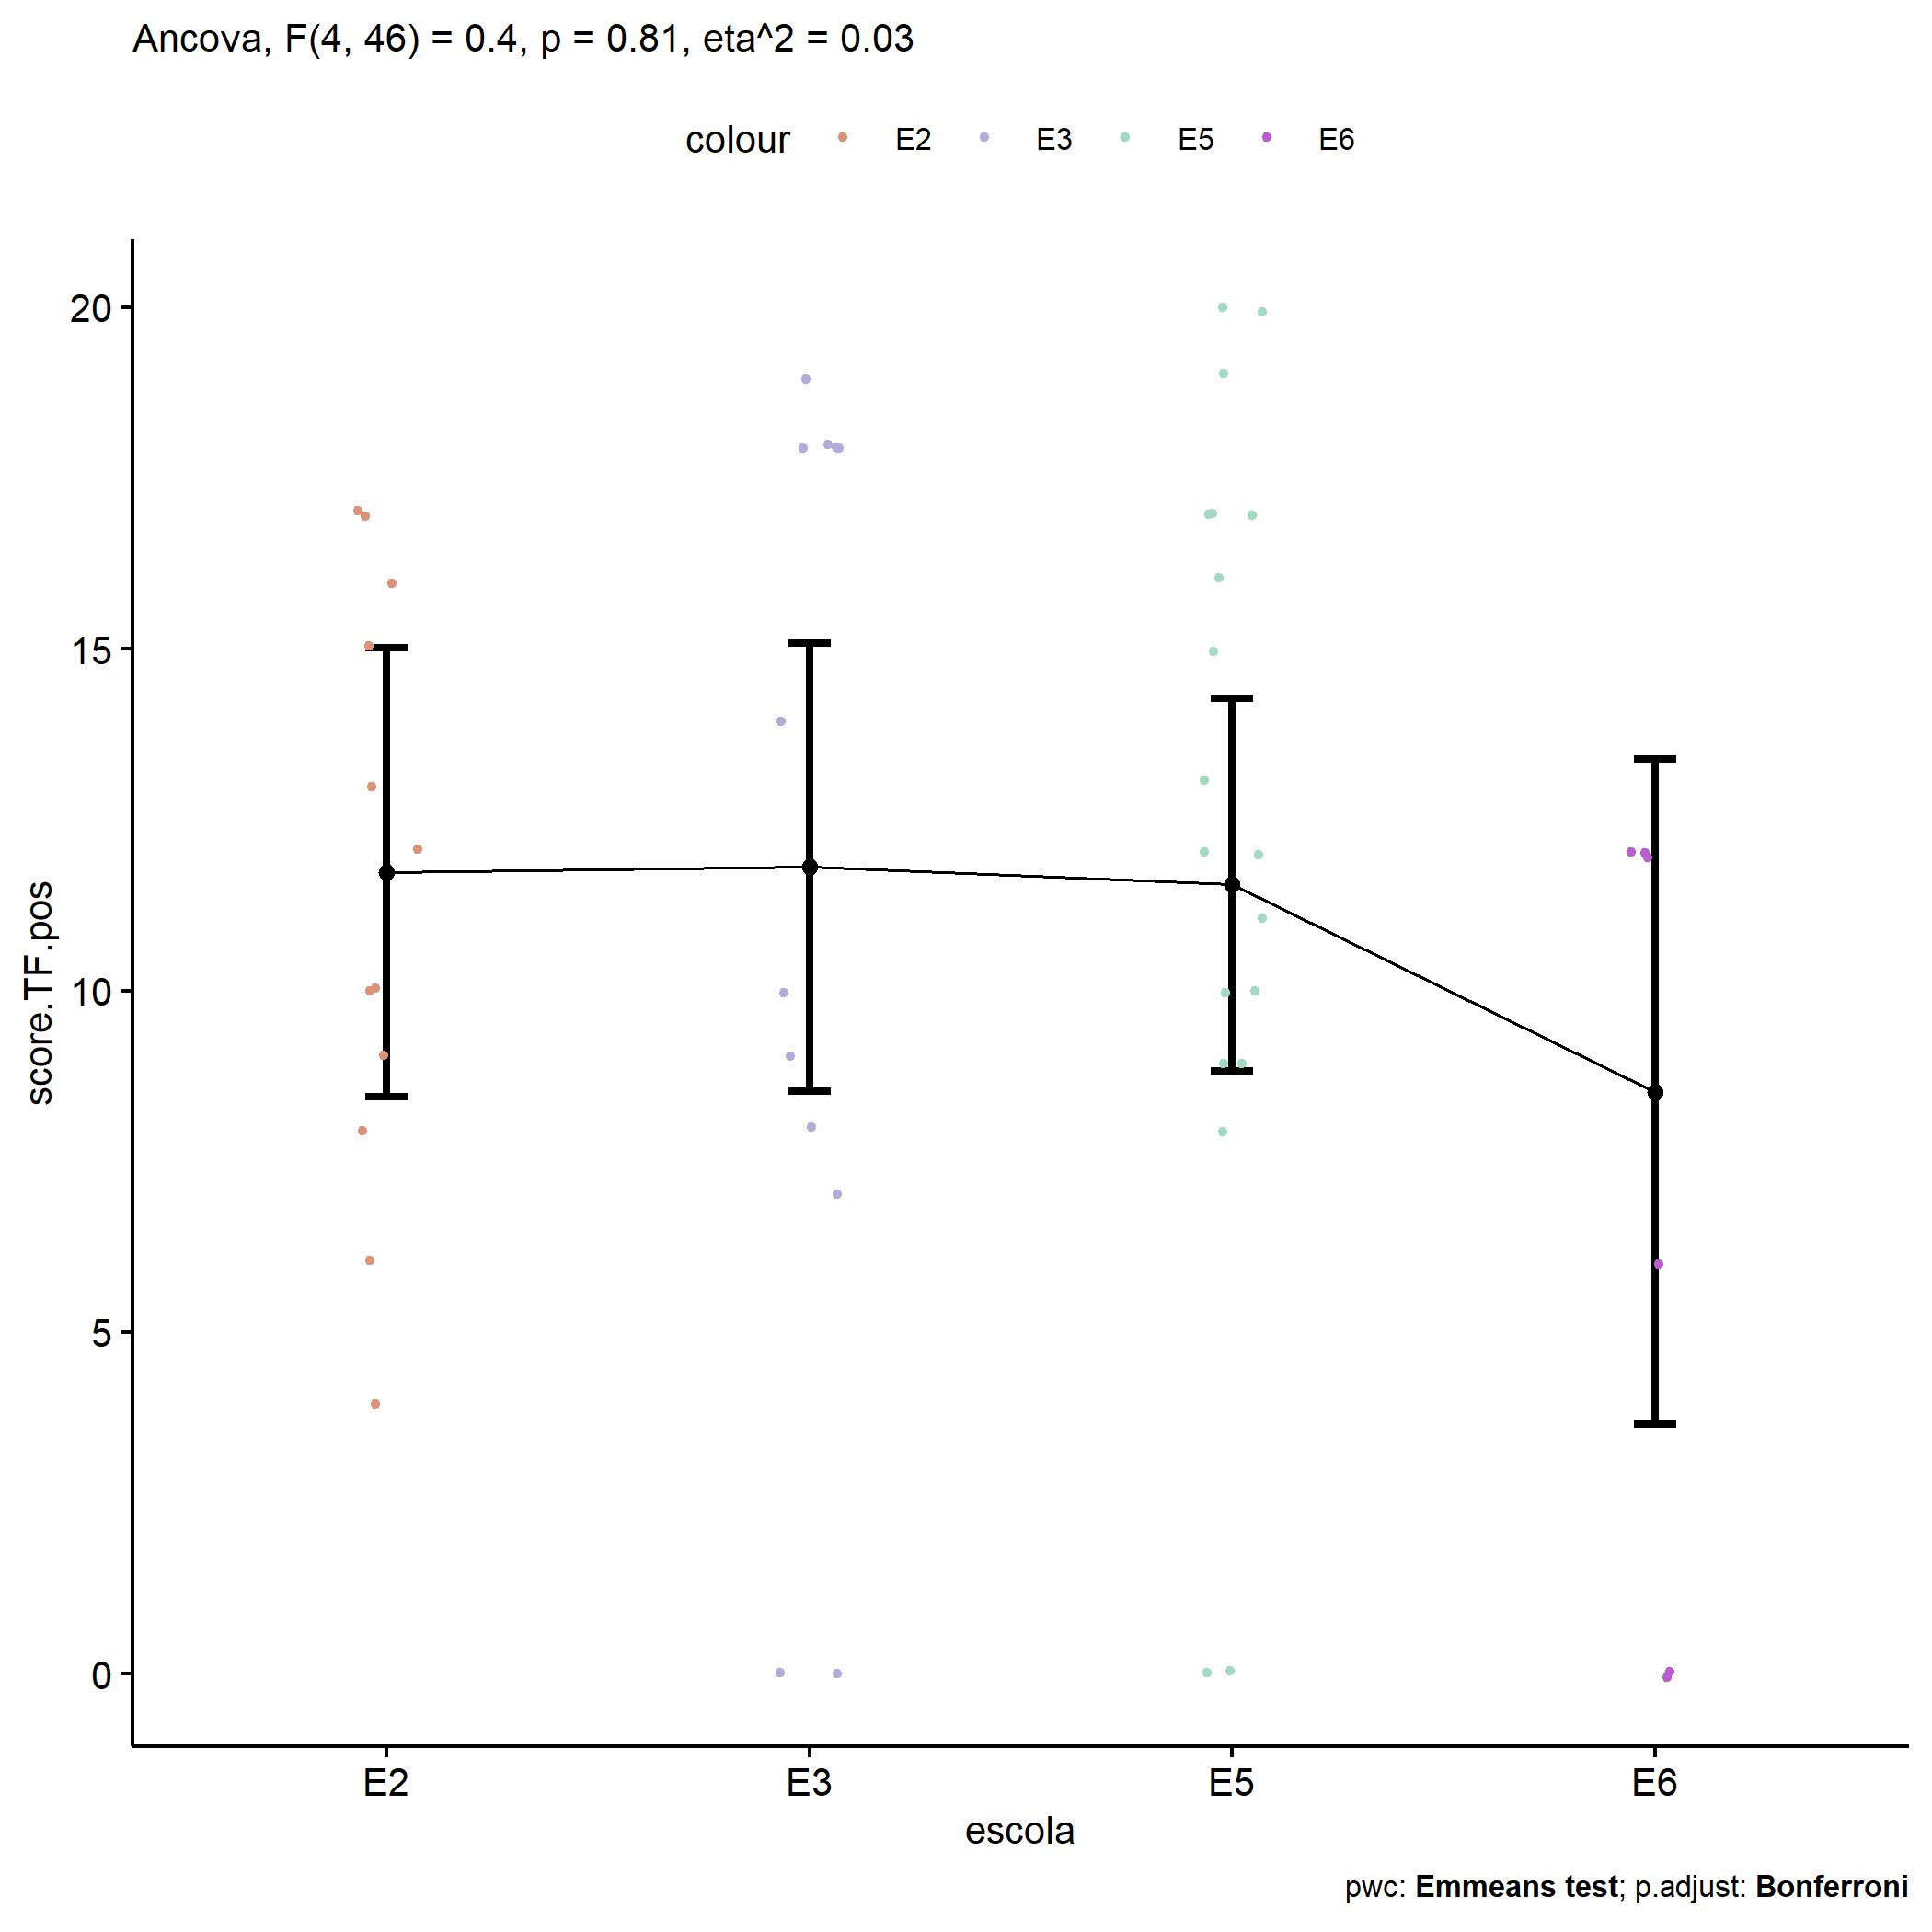 Ancova, F(4, 46) = 0.4, p = 0.81, eta^2 = 0.03
colour E2 E3 E5 E6
20
15
10
5
0
score.TF.pos
E2 E3 E5 E6
escola
pwc: Emmeans test; p.adjust: Bonferroni